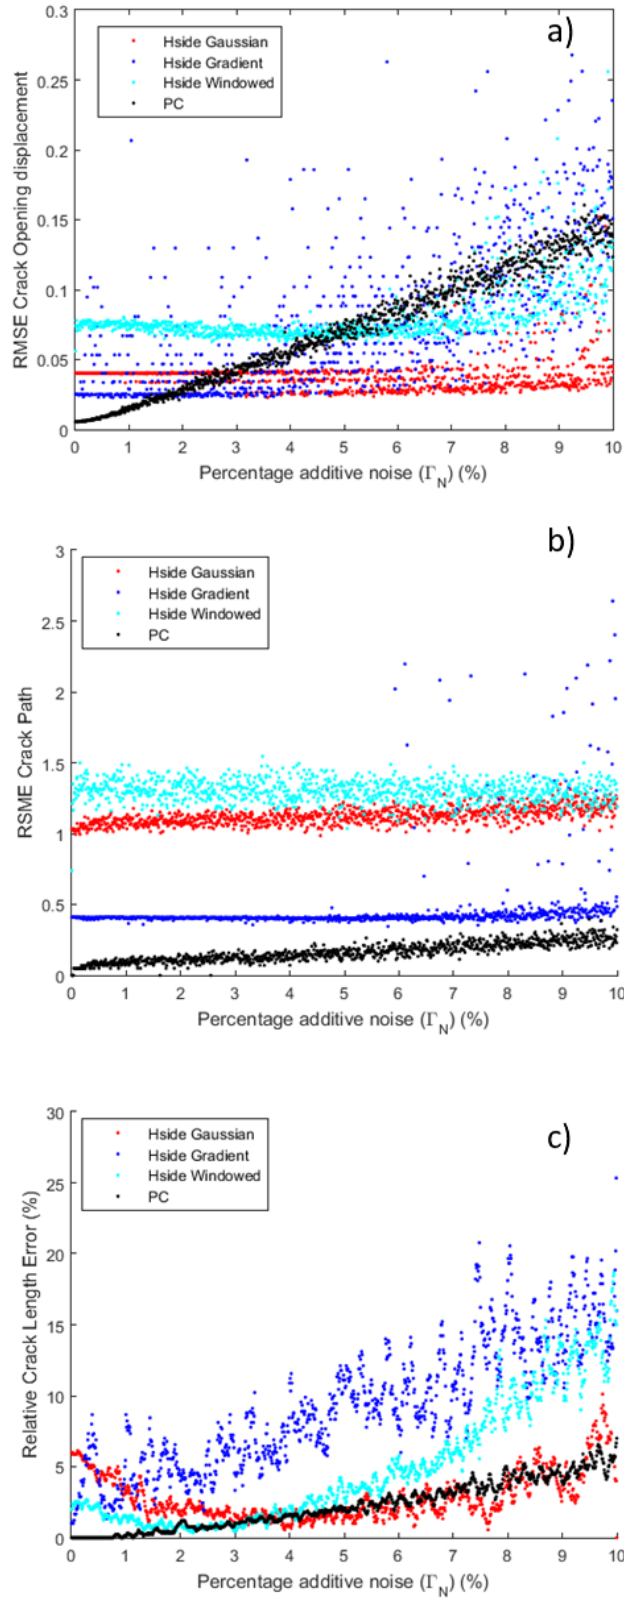 a)
0.3
Hside Gaussian
Hside Gradient
Hside Windowed
PC
0.25
0.2
0.15
0.1
0.05
0
RMSE Crack Opening displacement
0 1 2 3 4 5 6 7 8 9 10
Percentage additive noise (Γ_N) (%)
b)
3
Hside Gaussian
Hside Gradient
Hside Windowed
PC
2.5
2
1.5
1
0.5
0
RSME Crack Path
0 1 2 3 4 5 6 7 8 9 10
Percentage additive noise (Γ_N) (%)
c)
30
Hside Gaussian
Hside Gradient
Hside Windowed
PC
25
20
15
10
5
0
Relative Crack Length Error (%)
0 1 2 3 4 5 6 7 8 9 10
Percentage additive noise (Γ_N) (%)